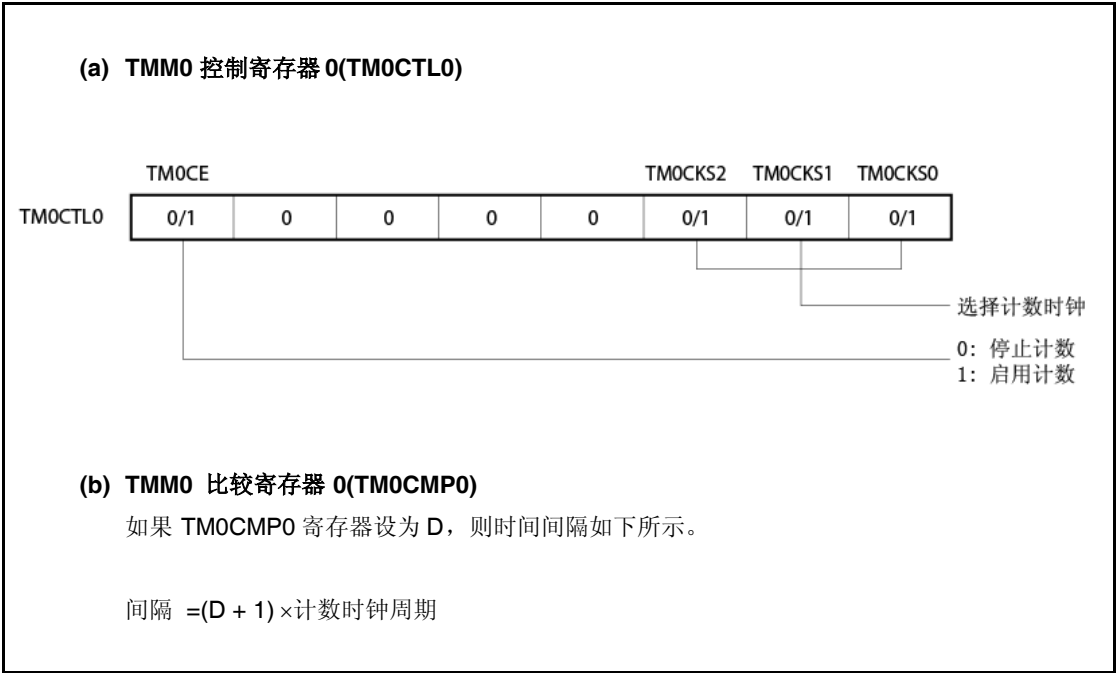 (a) TMM0 控制寄存器 0(TM0CTL0)
TM0CE TM0CKS2 TM0CKS1 TM0CKS0
TM0CTL0 0/1 0 0 0 0 0/1 0/1 0/1
选择计数时钟
0: 停止计数
1: 启用计数
(b) TMM0 比较寄存器 0(TM0CMP0)
如果 TM0CMP0 寄存器设为 D，则时间间隔如下所示。
间隔 =(D + 1) ×计数时钟周期